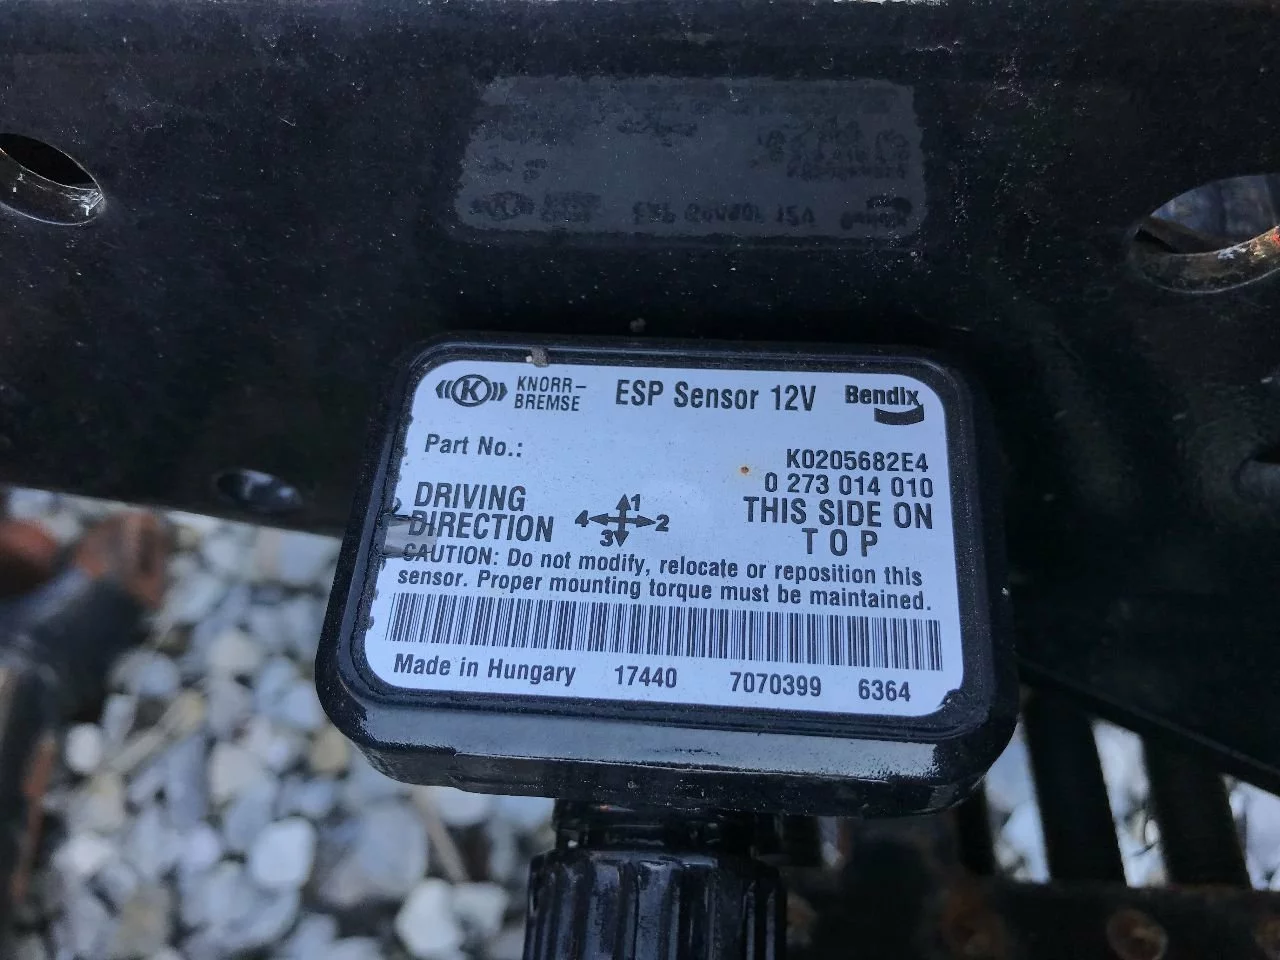 K KNORR-
BREMSE
ESP Sensor 12V
Bendix
Part No.:
K0205682E4
0 273 014 010
DRIVING
DIRECTION
1
4 2
3
THIS SIDE ON
TOP
CAUTION: Do not modify, relocate or reposition this
sensor. Proper mounting torque must be maintained.
Made in Hungary 17440 7070399 6364